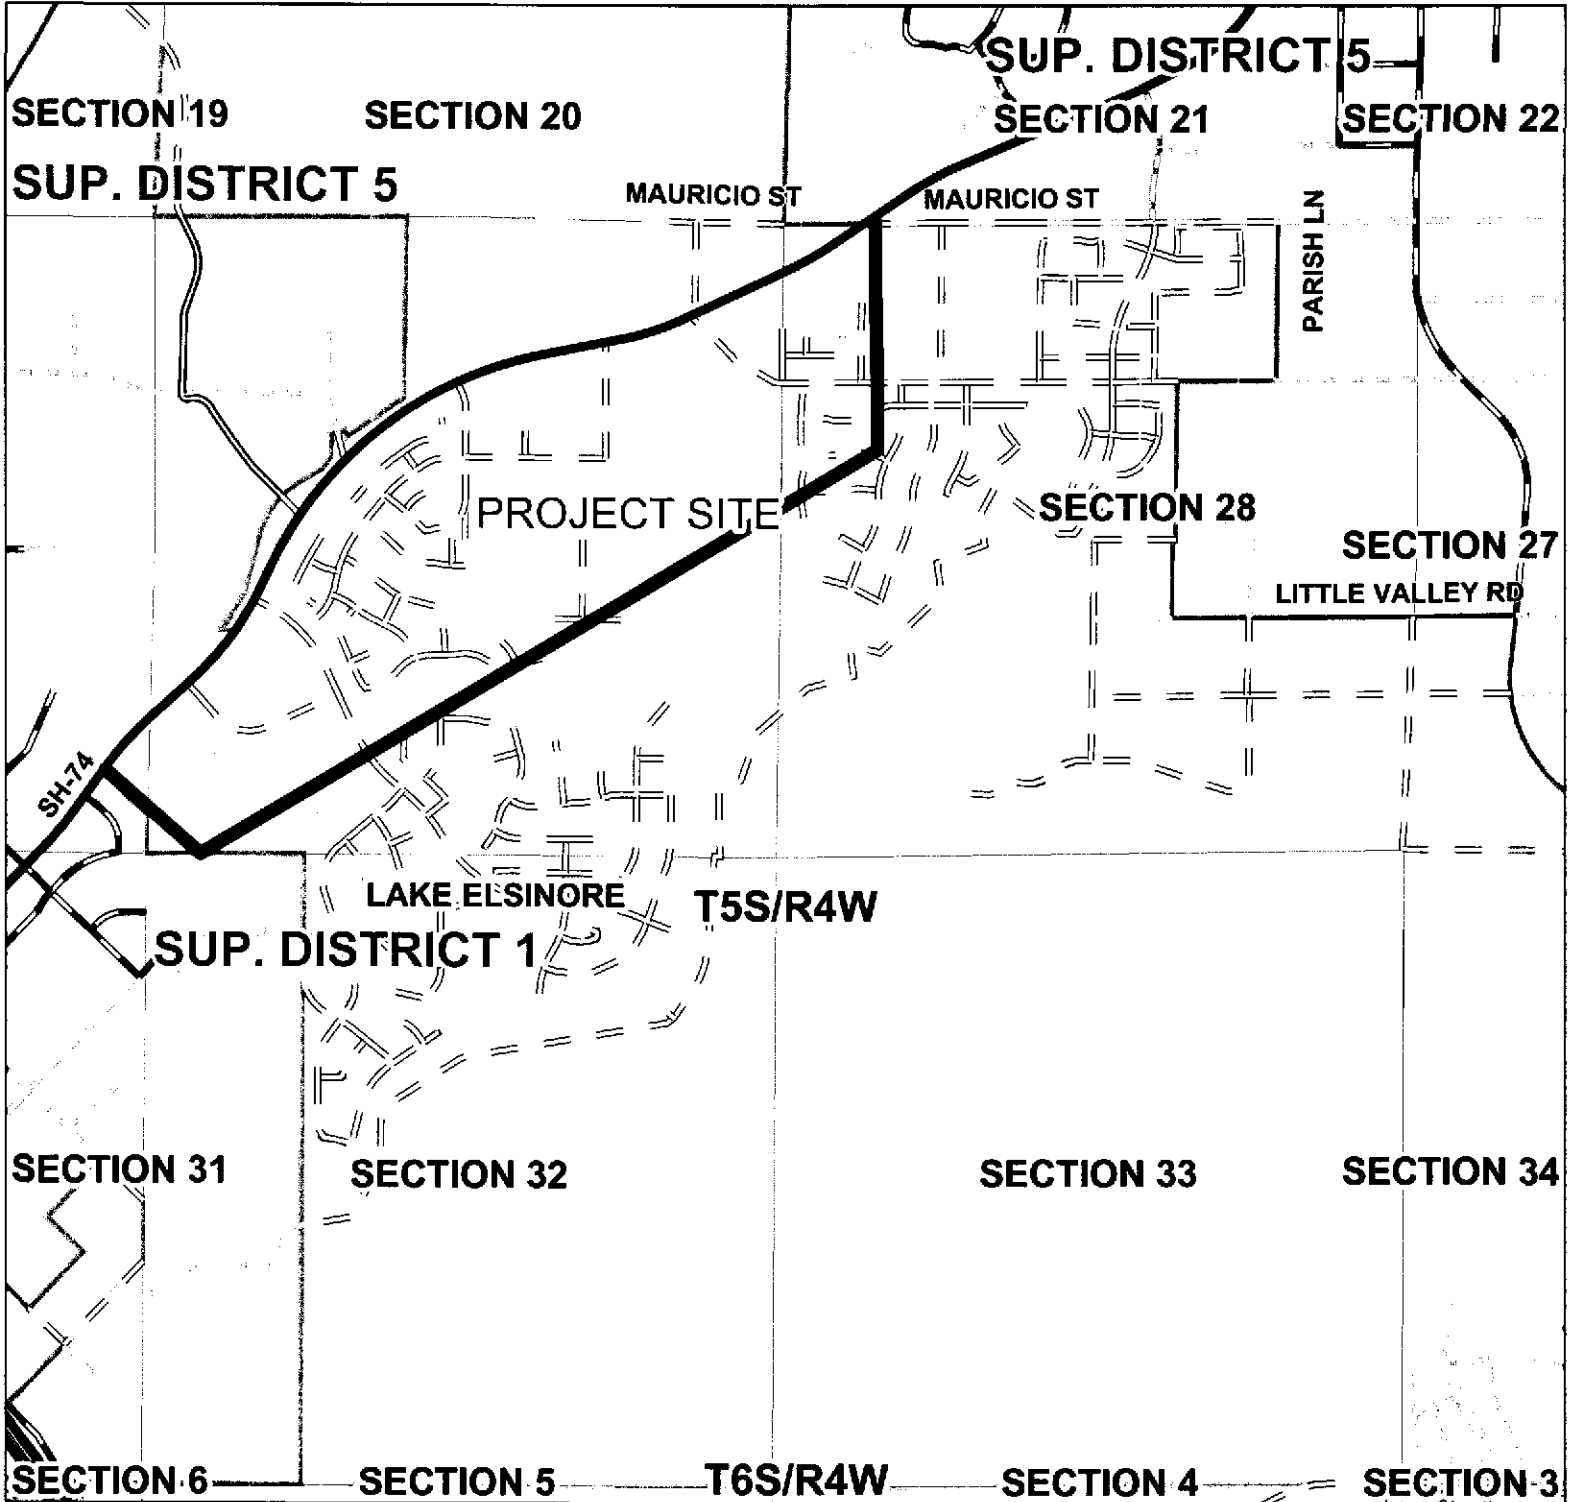 SUP. DISTRICT 5
SECTION 19
SECTION 20
SECTION 21
SECTION 22
SUP. DISTRICT 5
MAURICIO ST
MAURICIO ST
PARISH LN
PROJECT SITE
SECTION 28
SECTION 27
LITTLE VALLEY RD
SH-74
LAKE ELSINORE
T5S/R4W
SUP. DISTRICT 1
SECTION 31
SECTION 32
SECTION 33
SECTION 34
SECTION 6
SECTION 5
T6S/R4W
SECTION 4
SECTION 3